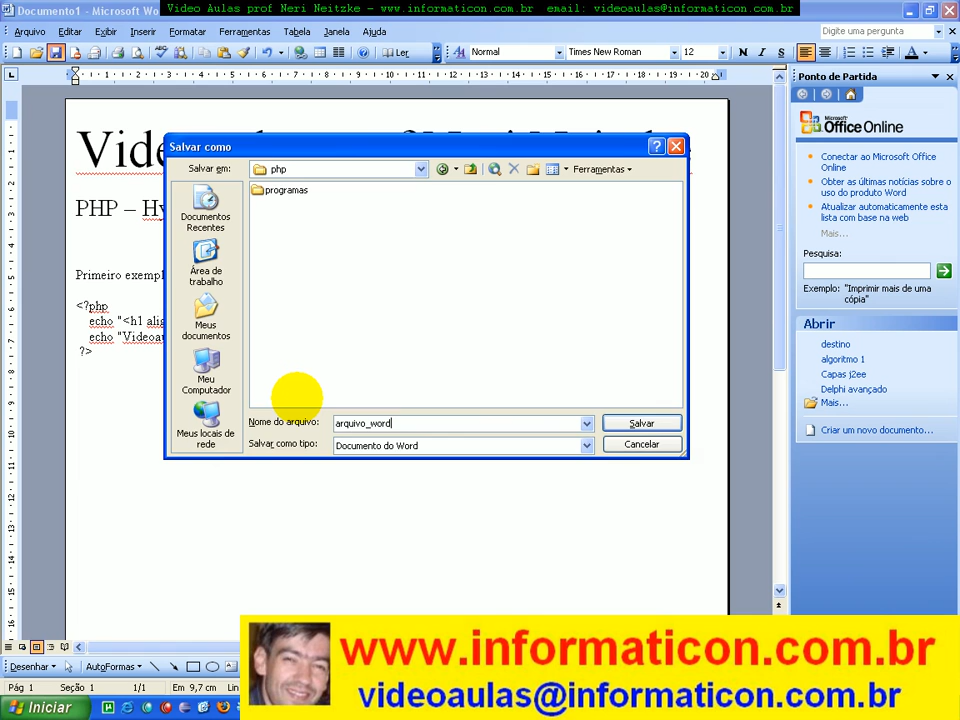 Documento1 - Microsoft Wo
Video Aulas prof Neri Neitzke – www.informaticon.com.br email: videoaulas@informaticon.com.br
Arquivo Editar Exibir Inserir Formatar Ferramentas Tabela Janela Ajuda
Digite uma pergunta
Ler Normal Times New Roman 12 N I S
Ponto de Partida
Microsoft
Office Online
Conectar ao Microsoft Office
Online
Obter as últimas notícias sobre o
uso do produto Word
Atualizar automaticamente esta
lista com base na web
Mais...
Pesquisa:
Exemplo: "Imprimir mais de uma
cópia"
Abrir
destino
algoritmo 1
Capas j2ee
Delphi avançado
Mais...
Criar um novo documento...
PHP – Hy
Primeiro exempl
<?php
echo "<h1 alig
echo "Videoau
?>
Salvar como
Salvar em: php
Ferramentas
programas
Documentos
Recentes
Área de
trabalho
Meus
documentos
Meu
Computador
Meus locais de
rede
Nome do arquivo: arquivo_word
Salvar
Salvar como tipo: Documento do Word
Cancelar
Desenhar AutoFormas
Pág 1 Seção 1 1/1 Em 9,7 cm Lin
Iniciar
www.informaticon.com.br
videoaulas@informaticon.com.br